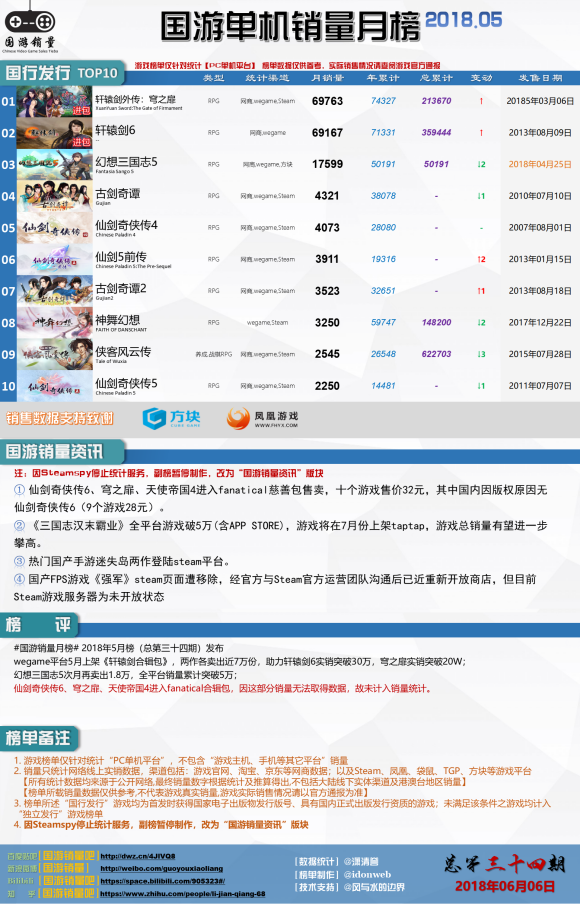 国游销量
Chinese Video Game Sales Tables
国游单机销量月榜 2018.05
游戏榜单仅针对统计【PC单机平台】 榜单数据仅供参考,实际销售情况请查阅游戏官方通报
国行发行 TOP10
类型 统计渠道 月销量 年累计 总累计 变动 发售日期
01 进包 轩辕剑外传：穹之扉 RPG 网商,wegame,Steam 69763 74327 213670 ↑ 20185年03月06日
XuanYuan Sword:The Gate of Firmament
02 进包 轩辕剑6 RPG 网商,wegame 69167 71331 359444 ↑ 2013年08月09日
03 幻想三国志5 RPG 网商,wegame,方块 17599 50191 50191 ↓2 2018年04月25日
Fantasia Sango 5
04 古剑奇谭 RPG 网商,wegame,Steam 4321 38078 - ↓1 2010年07月10日
Gujian
05 仙剑奇侠传 仙剑奇侠传4 RPG 网商,wegame,Steam 4073 28080 - - 2007年08月01日
Chinese Paladin 4
06 仙剑奇侠传 仙剑5前传 RPG 网商,wegame,Steam 3911 19316 - ↑2 2013年01月15日
Chinese Paladin 5:The Pre-Sequel
07 古剑奇谭2 RPG 网商,wegame,Steam 3523 32651 - ↑1 2013年08月18日
Gujian2
08 神舞幻想 神舞幻想 RPG wegame,Steam 3250 59747 148200 ↓2 2017年12月22日
FAITH OF DANSCHANT
09 侠客风云传 侠客风云传 养成,战棋RPG 网商,wegame,Steam 2545 26548 622703 ↓3 2015年07月28日
Tale of Wuxia
10 仙剑奇侠传 仙剑奇侠传5 RPG 网商,wegame,Steam 2250 14481 - ↓1 2011年07月07日
Chinese Paladin 5
销售数据支持致谢 方块 凤凰游戏
CUBE GAME WWW.FHYX.COM
国游销量资讯
注：因Steamspy停止统计服务，副榜暂停制作，改为“国游销量资讯”版块
① 仙剑奇侠传6、穹之扉、天使帝国4进入fanatical慈善包售卖，十个游戏售价32元，其中国内因版权原因无
仙剑奇侠传6（9个游戏28元）。
② 《三国志汉末霸业》全平台游戏破5万(含APP STORE)，游戏将在7月份上架taptap，游戏总销量有望进一步
攀高。
③ 热门国产手游迷失岛两作登陆steam平台。
④ 国产FPS游戏《强军》steam页面遭移除，经官方与Steam官方运营团队沟通后已近重新开放商店，但目前
Steam游戏服务器为未开放状态
榜 评
#国游销量月榜# 2018年5月榜（总第三十四期）发布
wegame平台5月上架《轩辕剑合辑包》，两作各卖出近7万份，助力轩辕剑6实销突破30万，穹之扉实销突破20W；
幻想三国志5次月再卖出1.8万，全平台销量累计突破5万；
仙剑奇侠传6、穹之扉、天使帝国4进入fanatical合辑包，因这部分销量无法取得数据，故未计入销量统计。
榜单备注
1. 游戏榜单仅针对统计“PC单机平台”，不包含“游戏主机、手机等其它平台”销量
2. 销量只统计网络线上实销数据，渠道包括：游戏官网、淘宝、京东等网商数据；以及Steam、凤凰、袋鼠、TGP、方块等游戏平台
【所有统计数据均来源于公开网络,最终销量数字根据统计及推算得出,不包括大陆线下实体渠道及港澳台地区销量】
【榜单所载销量数据仅供参考,不代表游戏真实销量,游戏实际销售情况请以官方通报为准】
3. 榜单所述“国行发行”游戏均为首发时获得国家电子出版物发行版号、具有国内正式出版发行资质的游戏；未满足该条件之游戏均计入
“独立发行”游戏榜单
4. 因Steamspy停止统计服务，副榜暂停制作，改为“国游销量资讯”版块
百度贴吧 [国游销量吧] http://dwz.cn/4JIVQ8
新浪微博 [国游销量] http://weibo.com/guoyouxiaoliang
Bilibili [国游销量吧] https://space.bilibili.com/905323#/
知 乎 [国游销量吧] https://www.zhihu.com/people/li-jian-qiang-68
[数据统计] @潇清阁
[榜单制作] @idonweb
[技术支持] @风与水的边界
总第三十四期
2018年06月06日